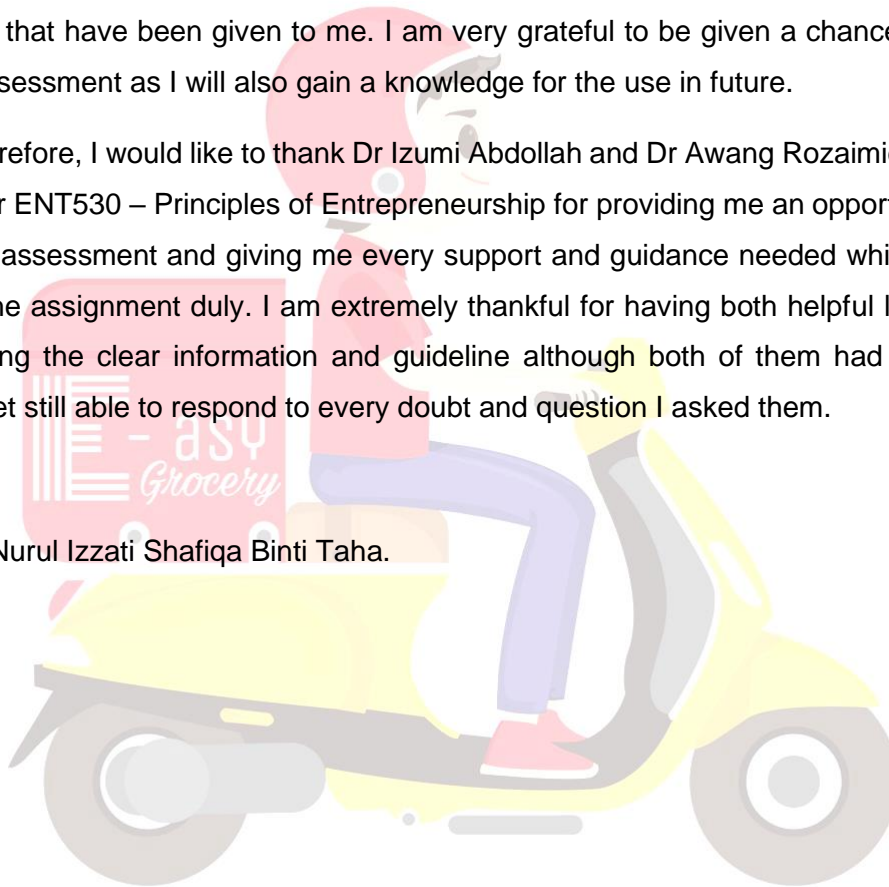 that have been given to me. I am very grateful to be given a chance
sessment as I will also gain a knowledge for the use in future.
refore, I would like to thank Dr Izumi Abdollah and Dr Awang Rozaimi
r ENT530 – Principles of Entrepreneurship for providing me an opport
assessment and giving me every support and guidance needed whi
ne assignment duly. I am extremely thankful for having both helpful l
ng the clear information and guideline although both of them had
et still able to respond to every doubt and question I asked them.
E-asy
Grocery
Nurul Izzati Shafiqa Binti Taha.